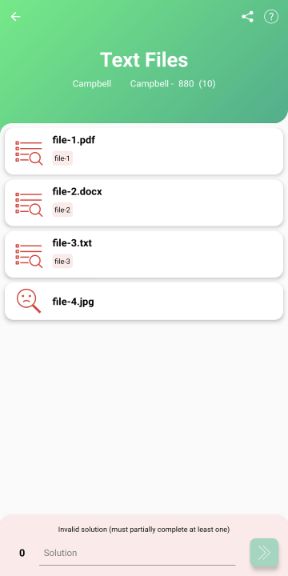 Text Files
Campbell Campbell - 880 (10)
file-1.pdf
file-1
file-2.docx
file-2
file-3.txt
file-3
file-4.jpg
Invalid solution (must partially complete at least one)
0 Solution